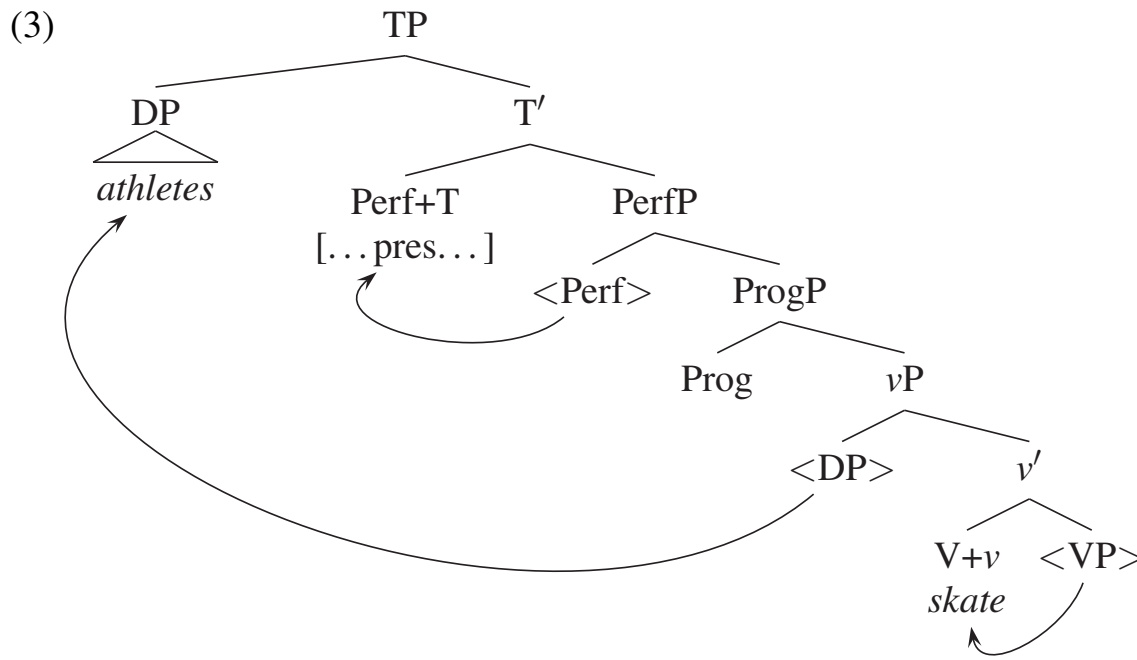 (3)
TP
DP T′
athletes Perf+T PerfP
[…pres…]
<Perf> ProgP
Prog vP
<DP> v′
V+v <VP>
skate